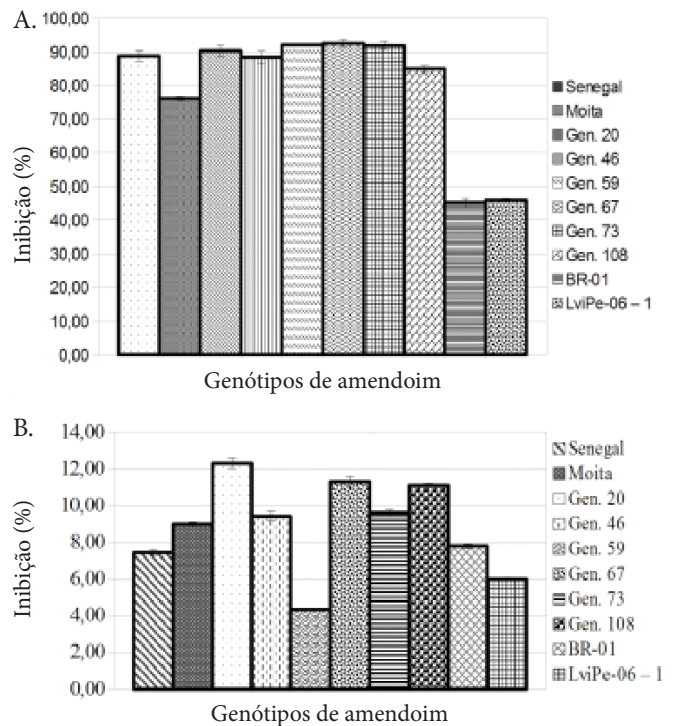 A.
Inibição (%)
100,00
90,00
80,00
70,00
60,00
50,00
40,00
30,00
20,00
10,00
0,00
Senegal
Moita
Gen. 20
Gen. 46
Gen. 59
Gen. 67
Gen. 73
Gen. 108
BR-01
LviPe-06 – 1
Genótipos de amendoim
B.
Inibição (%)
14,00
12,00
10,00
8,00
6,00
4,00
2,00
0,00
Senegal
Moita
Gen. 20
Gen. 46
Gen. 59
Gen. 67
Gen. 73
Gen. 108
BR-01
LviPe-06 – 1
Genótipos de amendoim